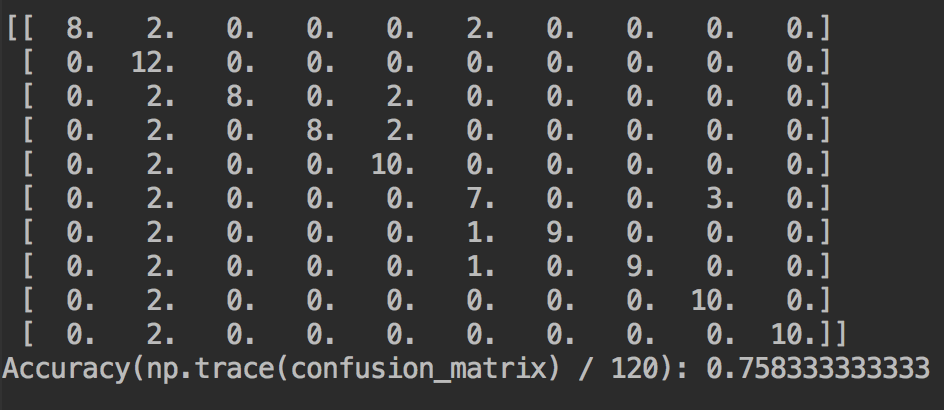 [[  8.   2.   0.   0.   0.   2.   0.   0.   0.   0.]
 [  0.  12.   0.   0.   0.   0.   0.   0.   0.   0.]
 [  0.   2.   8.   0.   2.   0.   0.   0.   0.   0.]
 [  0.   2.   0.   8.   2.   0.   0.   0.   0.   0.]
 [  0.   2.   0.   0.  10.   0.   0.   0.   0.   0.]
 [  0.   2.   0.   0.   0.   7.   0.   0.   3.   0.]
 [  0.   2.   0.   0.   0.   1.   9.   0.   0.   0.]
 [  0.   2.   0.   0.   0.   1.   0.   9.   0.   0.]
 [  0.   2.   0.   0.   0.   0.   0.   0.  10.   0.]
 [  0.   2.   0.   0.   0.   0.   0.   0.   0.  10.]]
Accuracy(np.trace(confusion_matrix) / 120): 0.758333333333